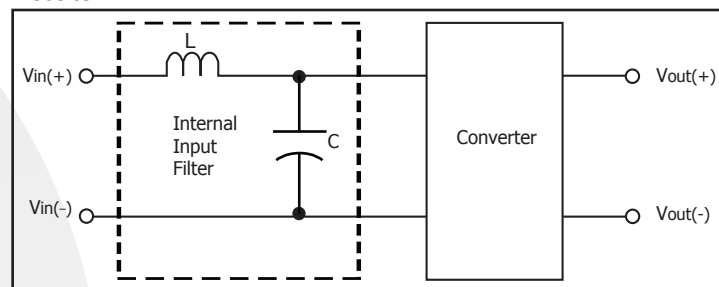 L
Vin(+)
Vout(+)
Internal
Input
Filter
C
Converter
Vin(-)
Vout(-)